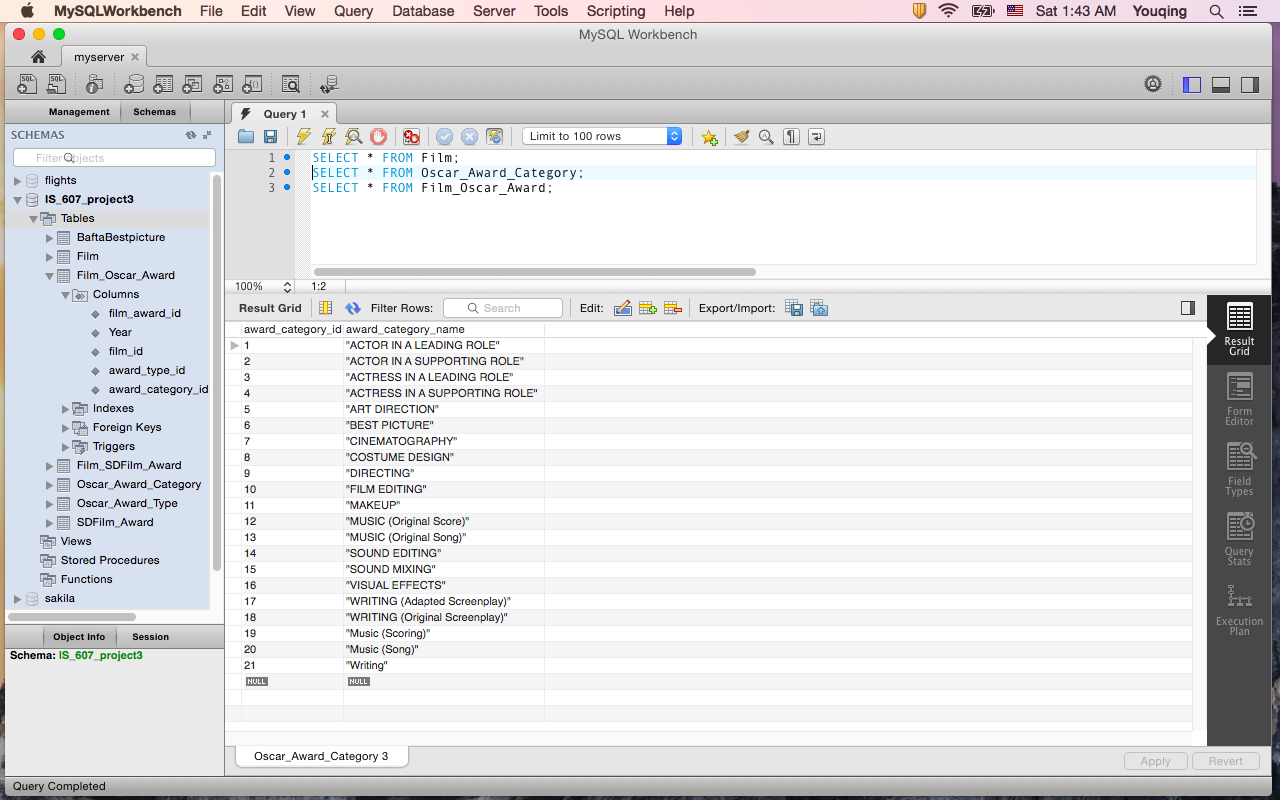 MySQLWorkbench File Edit View Query Database Server Tools Scripting Help Sat 1:43 AM Youqing
MySQL Workbench
myserver
Management Schemas
SCHEMAS
Filter objects
flights
IS_607_project3
Tables
BaftaBestpicture
Film
Film_Oscar_Award
Columns
film_award_id
Year
film_id
award_type_id
award_category_id
Indexes
Foreign Keys
Triggers
Film_SDFilm_Award
Oscar_Award_Category
Oscar_Award_Type
SDFilm_Award
Views
Stored Procedures
Functions
sakila
Object Info Session
Schema: IS_607_project3
Query 1
Limit to 100 rows
1 SELECT * FROM Film;
2 SELECT * FROM Oscar_Award_Category;
3 SELECT * FROM Film_Oscar_Award;
100% 1:2
Result Grid Filter Rows: Search Edit: Export/Import:
award_category_id award_category_name
1 "ACTOR IN A LEADING ROLE"
2 "ACTOR IN A SUPPORTING ROLE"
3 "ACTRESS IN A LEADING ROLE"
4 "ACTRESS IN A SUPPORTING ROLE"
5 "ART DIRECTION"
6 "BEST PICTURE"
7 "CINEMATOGRAPHY"
8 "COSTUME DESIGN"
9 "DIRECTING"
10 "FILM EDITING"
11 "MAKEUP"
12 "MUSIC (Original Score)"
13 "MUSIC (Original Song)"
14 "SOUND EDITING"
15 "SOUND MIXING"
16 "VISUAL EFFECTS"
17 "WRITING (Adapted Screenplay)"
18 "WRITING (Original Screenplay)"
19 "Music (Scoring)"
20 "Music (Song)"
21 "Writing"
NULL NULL
Result
Grid
Form
Editor
Field
Types
Query
Stats
Execution
Plan
Oscar_Award_Category 3
Apply Revert
Query Completed